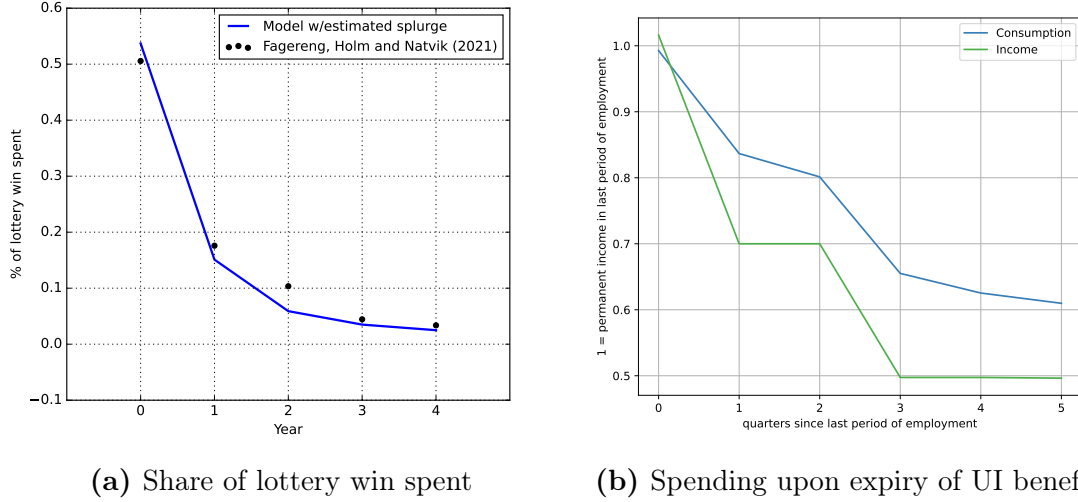 0.6
0.5
0.4
0.3
0.2
0.1
0.0
−0.1
% of lottery win spent
Model w/estimated splurge
Fagereng, Holm and Natvik (2021)
0 1 2 3 4
Year
(a) Share of lottery win spent
1.0
0.9
0.8
0.7
0.6
0.5
1 = permanent income in last period of employment
Consumption
Income
0 1 2 3 4 5
quarters since last period of employment
(b) Spending upon expiry of UI benef